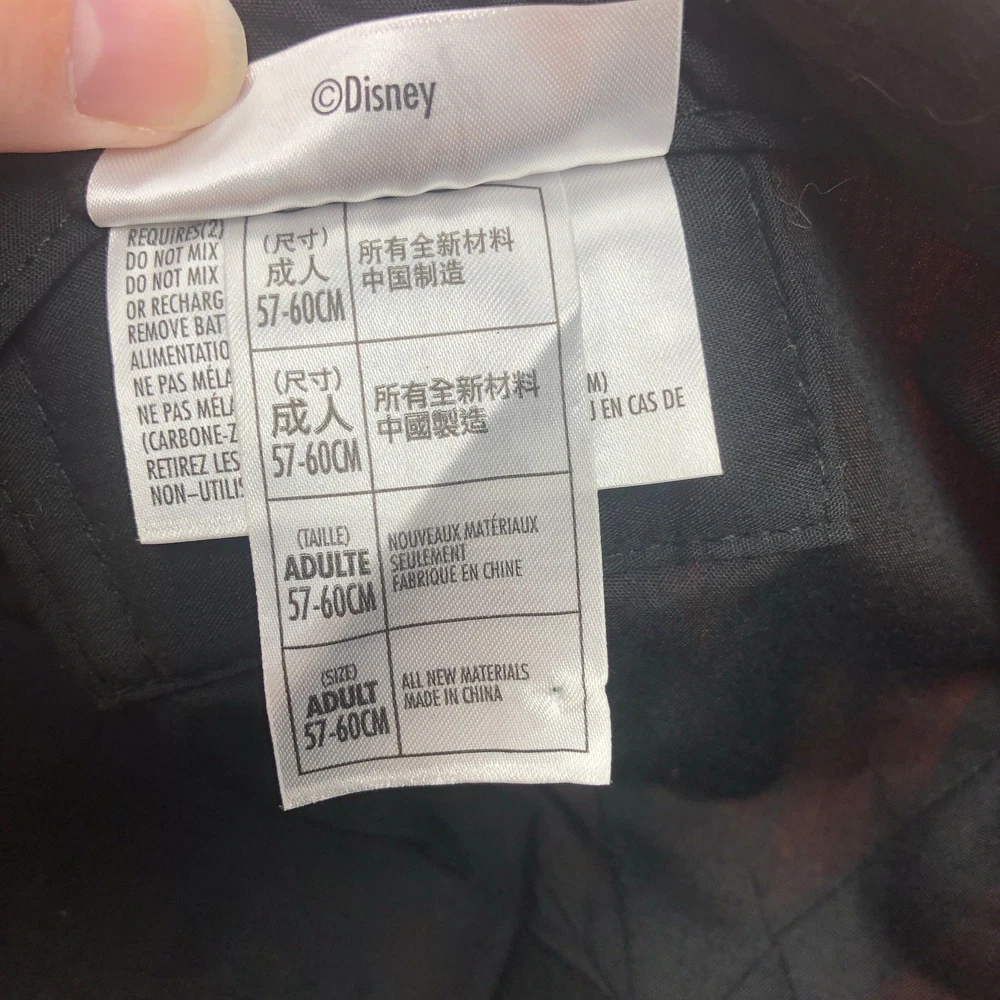 ©Disney
REQUIRES(2)
DO NOT MIX
DO NOT MIX
OR RECHARG
REMOVE BAT
ALIMENTATIO
NE PAS MÉLA
NE PAS MÉLA
(CARBONE-Z
RETIREZ LES
NON-UTILIS
(尺寸)
成人
57-60CM
所有全新材料
中国制造
(尺寸)
成人
57-60CM
所有全新材料
中國製造
(TAILLE)
ADULTE
57-60CM
NOUVEAUX MATÉRIAUX
SEULEMENT
FABRIQUÉ EN CHINE
(SIZE)
ADULT
57-60CM
ALL NEW MATERIALS
MADE IN CHINA
M)
EN CAS DE